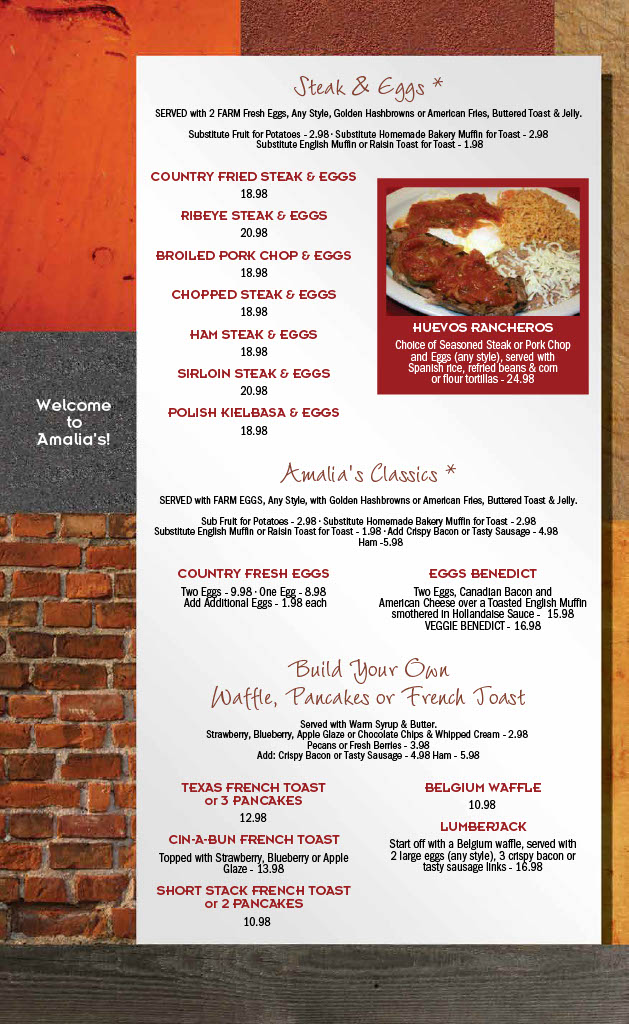 Steak & Eggs *
SERVED with 2 FARM Fresh Eggs, Any Style, Golden Hashbrowns or American Fries, Buttered Toast & Jelly.
Substitute Fruit for Potatoes - 2.98 · Substitute Homemade Bakery Muffin for Toast - 2.98
Substitute English Muffin or Raisin Toast for Toast - 1.98
COUNTRY FRIED STEAK & EGGS
18.98
RIBEYE STEAK & EGGS
20.98
BROILED PORK CHOP & EGGS
18.98
CHOPPED STEAK & EGGS
18.98
HAM STEAK & EGGS
18.98
SIRLOIN STEAK & EGGS
20.98
POLISH KIELBASA & EGGS
18.98
HUEVOS RANCHEROS
Choice of Seasoned Steak or Pork Chop
and Eggs (any style), served with
Spanish rice, refried beans & corn
or flour tortillas - 24.98
Welcome
to
Amalia's!
Amalia's Classics *
SERVED with FARM EGGS, Any Style, with Golden Hashbrowns or American Fries, Buttered Toast & Jelly.
Sub Fruit for Potatoes - 2.98 · Substitute Homemade Bakery Muffin for Toast - 2.98
Substitute English Muffin or Raisin Toast for Toast - 1.98 · Add Crispy Bacon or Tasty Sausage - 4.98
Ham -5.98
COUNTRY FRESH EGGS
Two Eggs - 9.98 · One Egg - 8.98
Add Additional Eggs - 1.98 each
EGGS BENEDICT
Two Eggs, Canadian Bacon and
American Cheese over a Toasted English Muffin
smothered in Hollandaise Sauce - 15.98
VEGGIE BENEDICT - 16.98
Build Your Own
Waffle, Pancakes or French Toast
Served with Warm Syrup & Butter.
Strawberry, Blueberry, Apple Glaze or Chocolate Chips & Whipped Cream - 2.98
Pecans or Fresh Berries - 3.98
Add: Crispy Bacon or Tasty Sausage - 4.98 Ham - 5.98
TEXAS FRENCH TOAST
or 3 PANCAKES
12.98
CIN-A-BUN FRENCH TOAST
Topped with Strawberry, Blueberry or Apple
Glaze - 13.98
SHORT STACK FRENCH TOAST
or 2 PANCAKES
10.98
BELGIUM WAFFLE
10.98
LUMBERJACK
Start off with a Belgium waffle, served with
2 large eggs (any style), 3 crispy bacon or
tasty sausage links - 16.98